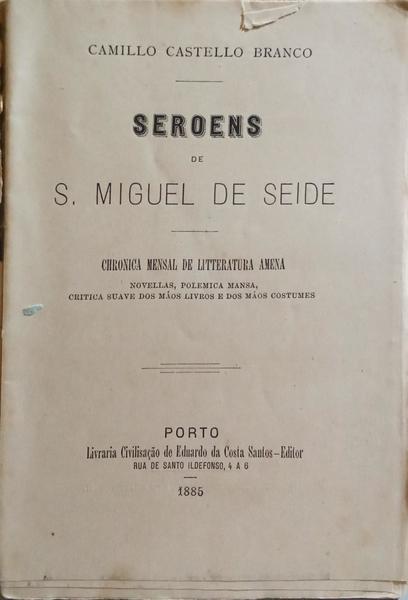 CAMILLO CASTELLO BRANCO
SEROENS
DE
S. MIGUEL DE SEIDE
CHRONICA MENSAL DE LITTERATURA AMENA
NOVELLAS, POLEMICA MANSA,
CRITICA SUAVE DOS MÁOS LIVROS E DOS MÁOS COSTUMES
PORTO
Livraria Civilisação de Eduardo da Costa Santos—Editor
RUA DE SANTO ILDEFONSO, 4 A 6
1885